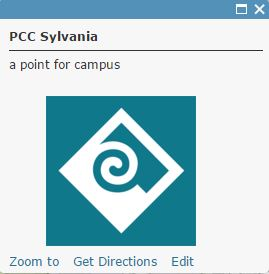 PCC Sylvania
a point for campus
Zoom to Get Directions Edit